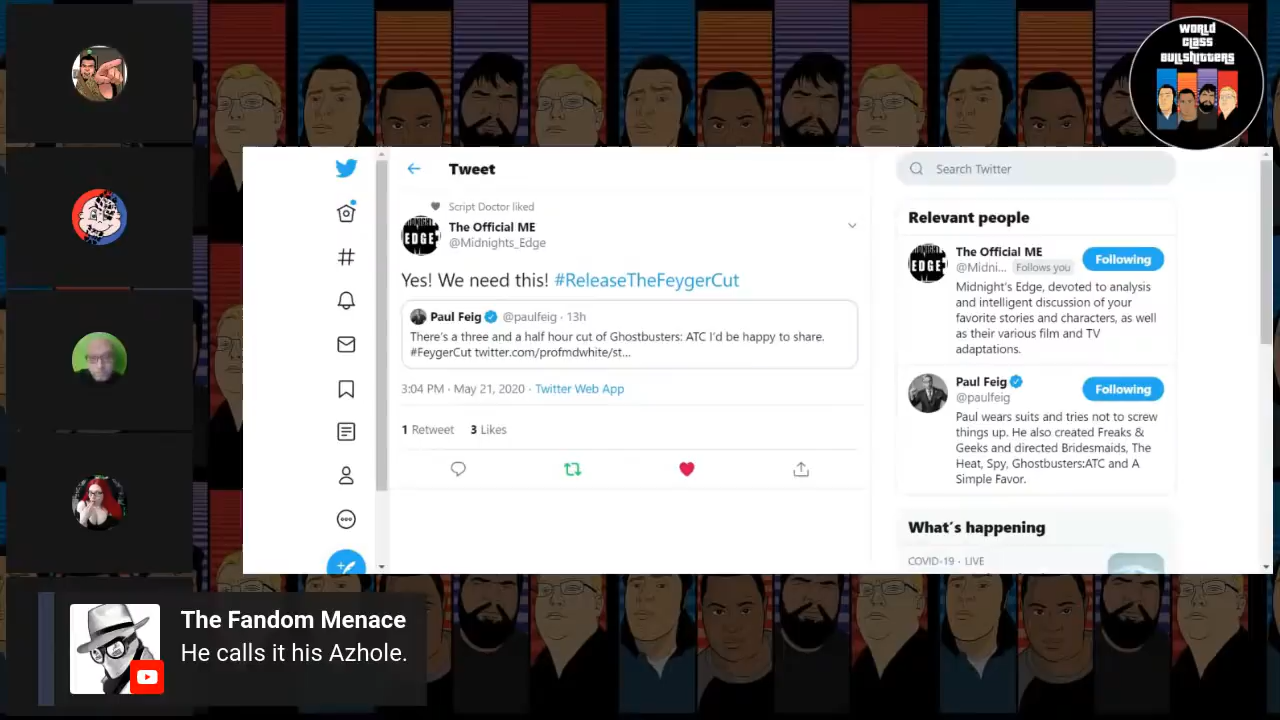 WORLD
CLASS
BULLSHITTERS
Tweet
Search Twitter
Script Doctor liked
MIDNIGHT
EDGE
The Official ME
@Midnights_Edge
Yes! We need this! #ReleaseTheFeygerCut
Paul Feig @paulfeig · 13h
There's a three and a half hour cut of Ghostbusters: ATC I'd be happy to share.
#FeygerCut twitter.com/profmdwhite/st...
3:04 PM · May 21, 2020 · Twitter Web App
1 Retweet 3 Likes
Relevant people
MIDNIGHT
EDGE
The Official ME
@Midni... Follows you
Following
Midnight's Edge, devoted to analysis
and intelligent discussion of your
favorite stories and characters, as well
as their various film and TV
adaptations.
Paul Feig
@paulfeig
Following
Paul wears suits and tries not to screw
things up. He also created Freaks &
Geeks and directed Bridesmaids, The
Heat, Spy, Ghostbusters:ATC and A
Simple Favor.
What's happening
COVID-19 · LIVE
The Fandom Menace
He calls it his Azhole.